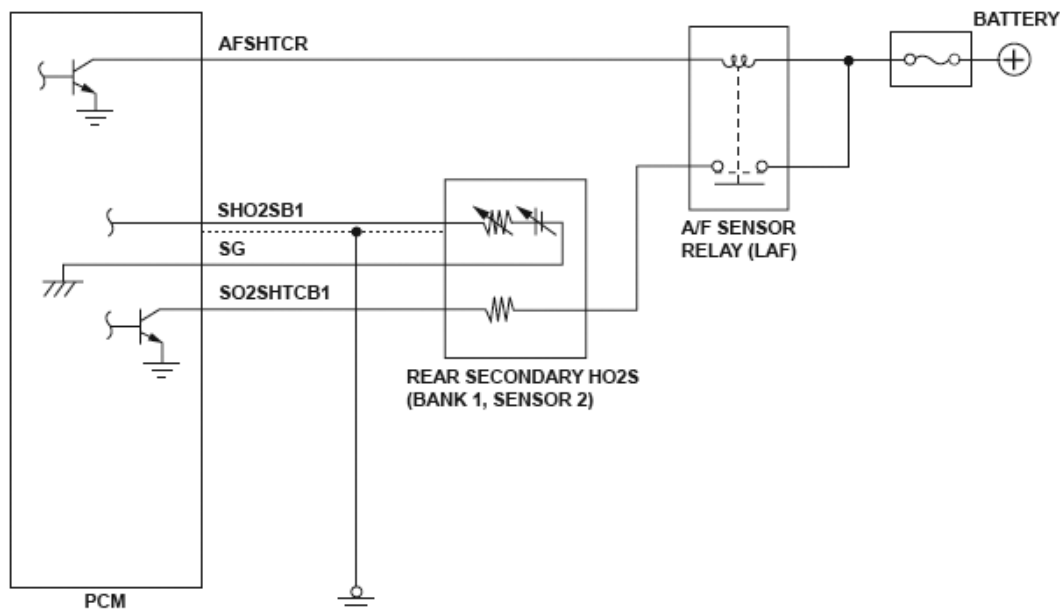 BATTERY
AFSHTCR
SHO2SB1
SG
SO2SHTCB1
A/F SENSOR
RELAY (LAF)
REAR SECONDARY HO2S
(BANK 1, SENSOR 2)
PCM